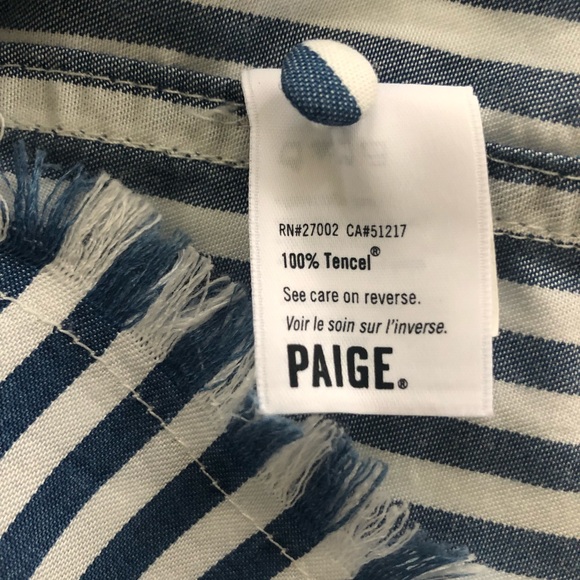 RN#27002 CA#51217
100% Tencel®
See care on reverse.
Voir le soin sur l'inverse.
PAIGE®